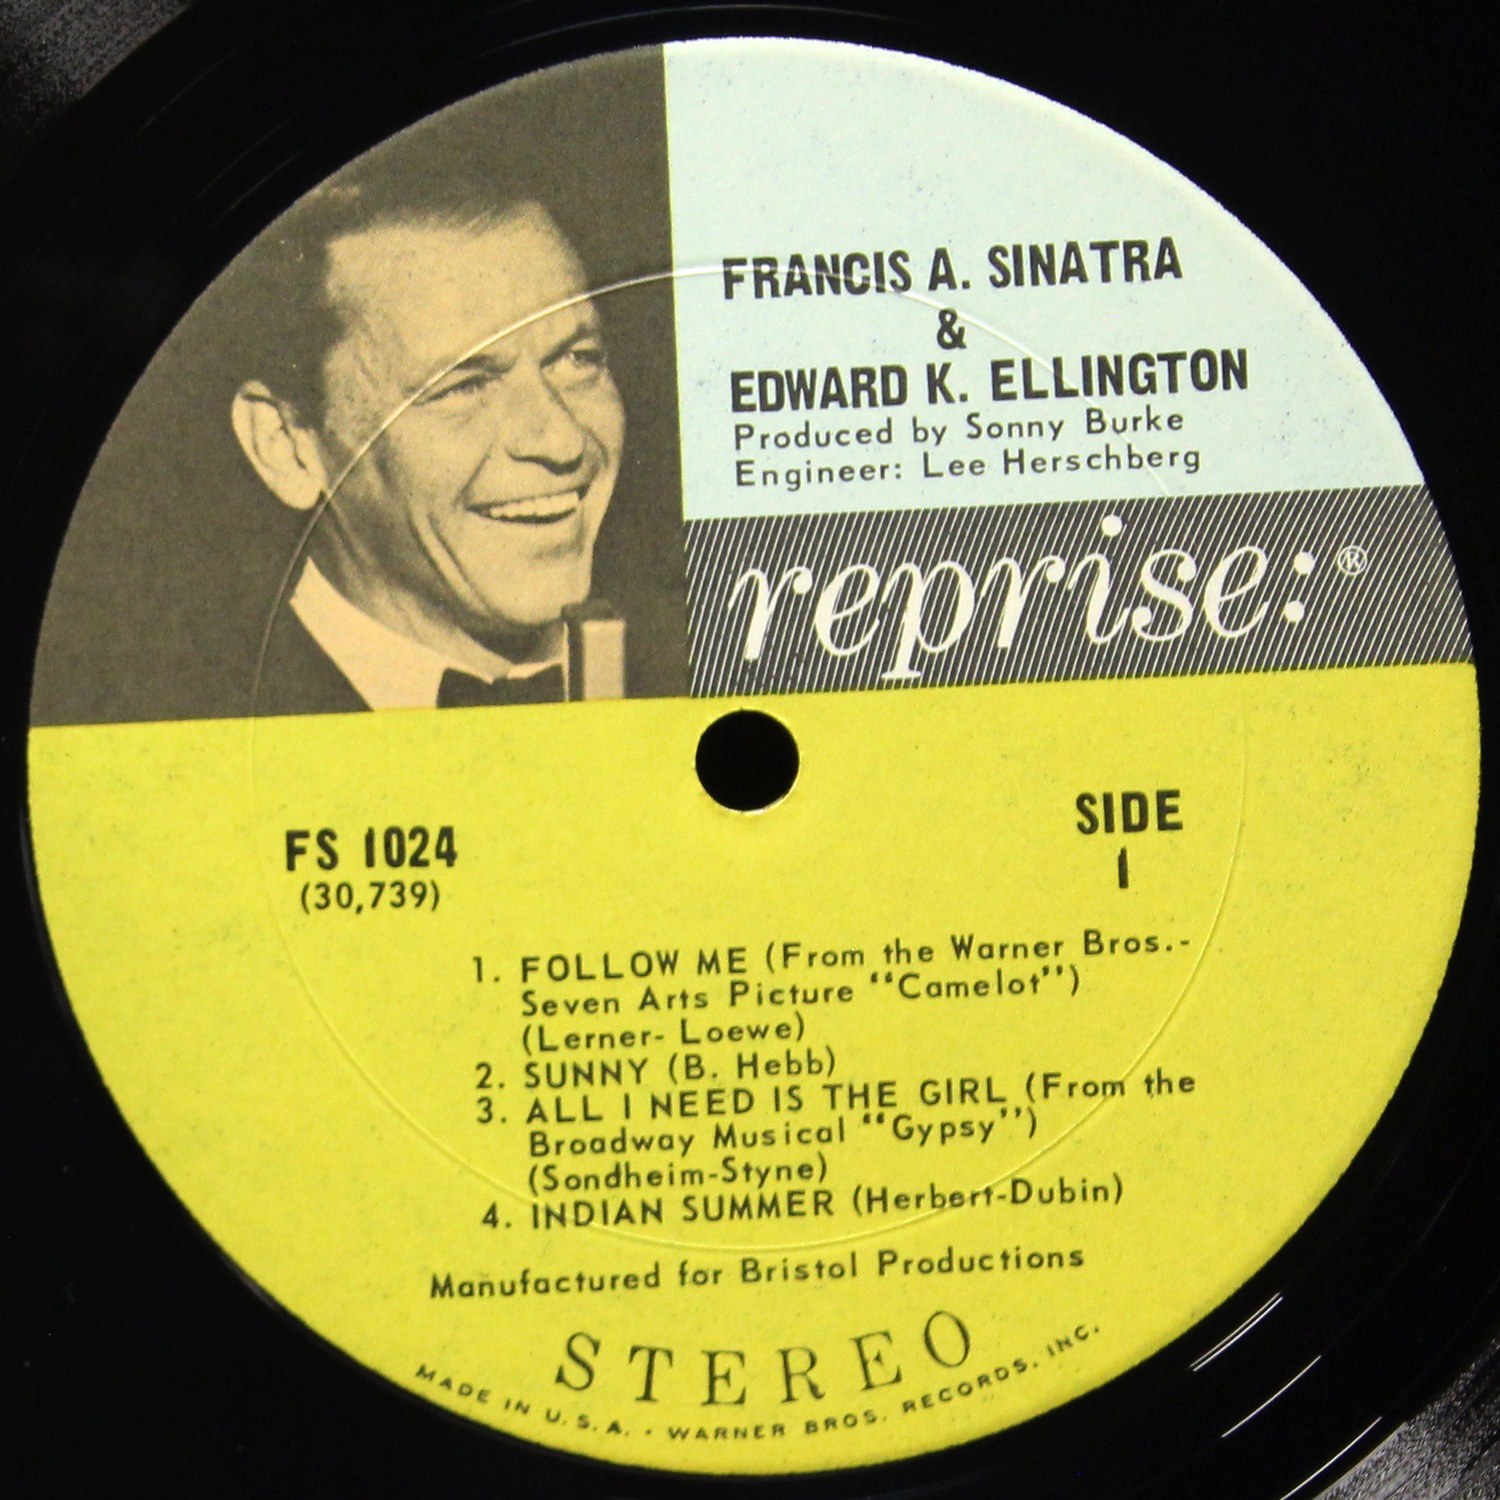 FRANCIS A. SINATRA
&
EDWARD K. ELLINGTON
Produced by Sonny Burke
Engineer: Lee Herschberg
reprise:®
FS 1024
(30,739)
SIDE
1
1. FOLLOW ME (From the Warner Bros.-
Seven Arts Picture "Camelot")
(Lerner- Loewe)
2. SUNNY (B. Hebb)
3. ALL I NEED IS THE GIRL (From the
Broadway Musical "Gypsy")
(Sondheim-Styne)
4. INDIAN SUMMER (Herbert-Dubin)
Manufactured for Bristol Productions
STEREO
MADE IN U.S.A. · WARNER BROS. RECORDS, INC.